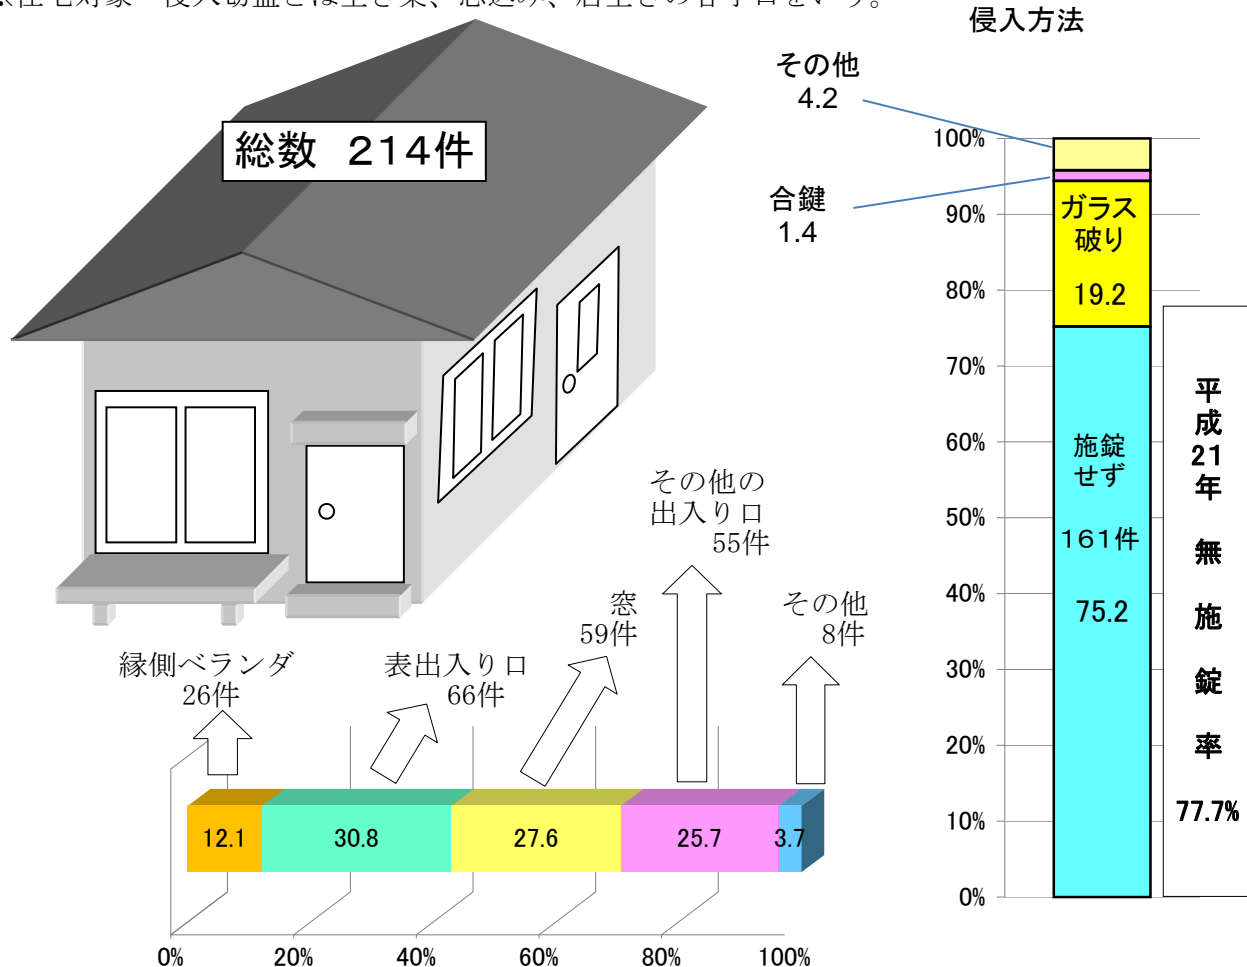 侵入方法
総数　214件
その他
4.2
合鍵
1.4
100%
90%
80%
70%
60%
50%
40%
30%
20%
10%
0%
ガラス
破り
19.2
施錠
せず
161件
75.2
平成21年　無施錠率
77.7%
その他の
出入り口
55件
窓
59件
その他
8件
縁側ベランダ
26件
表出入り口
66件
12.1
30.8
27.6
25.7
3.7
0%
20%
40%
60%
80%
100%